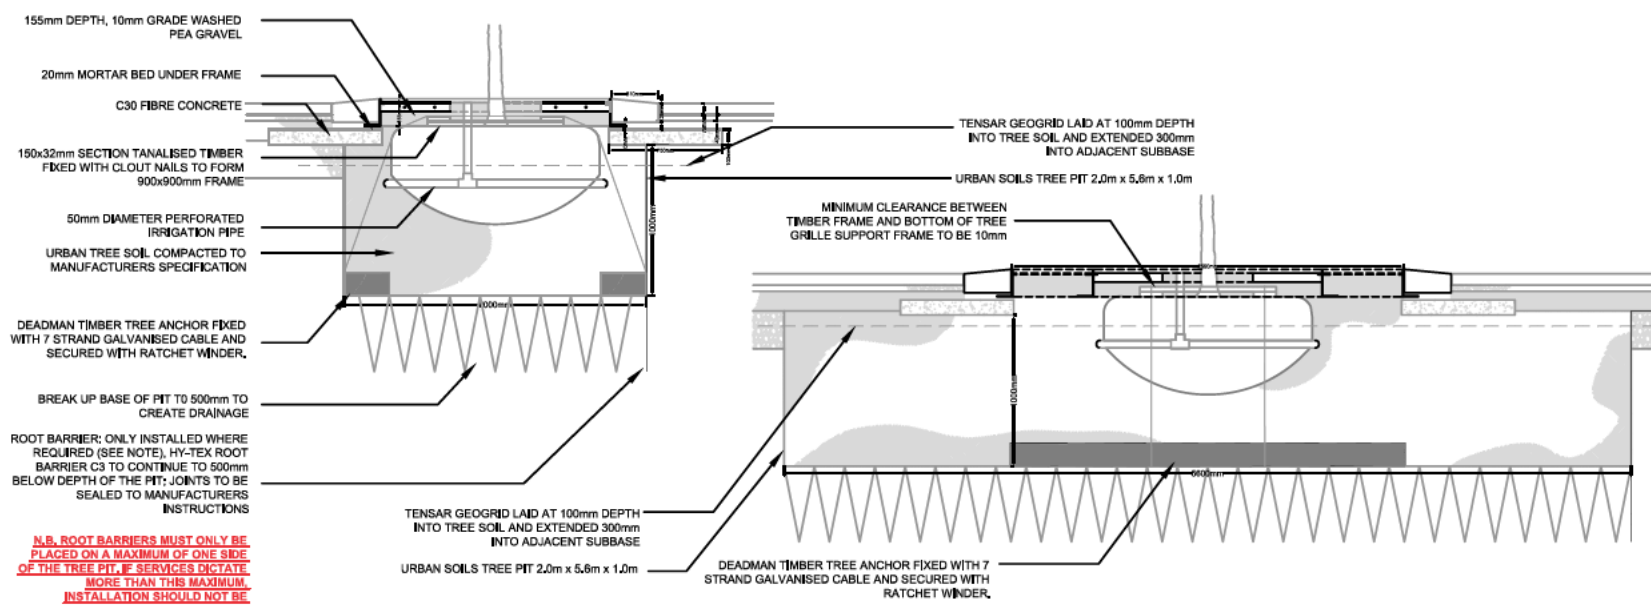 155mm DEPTH, 10mm GRADE WASHED
PEA GRAVEL
20mm MORTAR BED UNDER FRAME
C30 FIBRE CONCRETE
150x32mm SECTION TANALISED TIMBER
FIXED WITH CLOUT NAILS TO FORM
900x900mm FRAME
50mm DIAMETER PERFORATED
IRRIGATION PIPE
URBAN TREE SOIL COMPACTED TO
MANUFACTURERS SPECIFICATION
DEADMAN TIMBER TREE ANCHOR FIXED
WITH 7 STRAND GALVANISED CABLE AND
SECURED WITH RATCHET WINDER.
BREAK UP BASE OF PIT T0 500mm TO
CREATE DRAINAGE
ROOT BARRIER: ONLY INSTALLED WHERE
REQUIRED (SEE NOTE), HY-TEX ROOT
BARRIER C3 TO CONTINUE TO 500mm
BELOW DEPTH OF THE PIT; JOINTS TO BE
SEALED TO MANUFACTURERS
INSTRUCTIONS
N.B. ROOT BARRIERS MUST ONLY BE
PLACED ON A MAXIMUM OF ONE SIDE
OF THE TREE PIT. IF SERVICES DICTATE
MORE THAN THIS MAXIMUM,
INSTALLATION SHOULD NOT BE
1000mm
2000mm
TENSAR GEOGRID LAID AT 100mm DEPTH
INTO TREE SOIL AND EXTENDED 300mm
INTO ADJACENT SUBBASE
URBAN SOILS TREE PIT 2.0m x 5.6m x 1.0m
MINIMUM CLEARANCE BETWEEN
TIMBER FRAME AND BOTTOM OF TREE
GRILLE SUPPORT FRAME TO BE 10mm
1000mm
5600mm
TENSAR GEOGRID LAID AT 100mm DEPTH
INTO TREE SOIL AND EXTENDED 300mm
INTO ADJACENT SUBBASE
URBAN SOILS TREE PIT 2.0m x 5.6m x 1.0m
DEADMAN TIMBER TREE ANCHOR FIXED WITH 7
STRAND GALVANISED CABLE AND SECURED WITH
RATCHET WINDER.